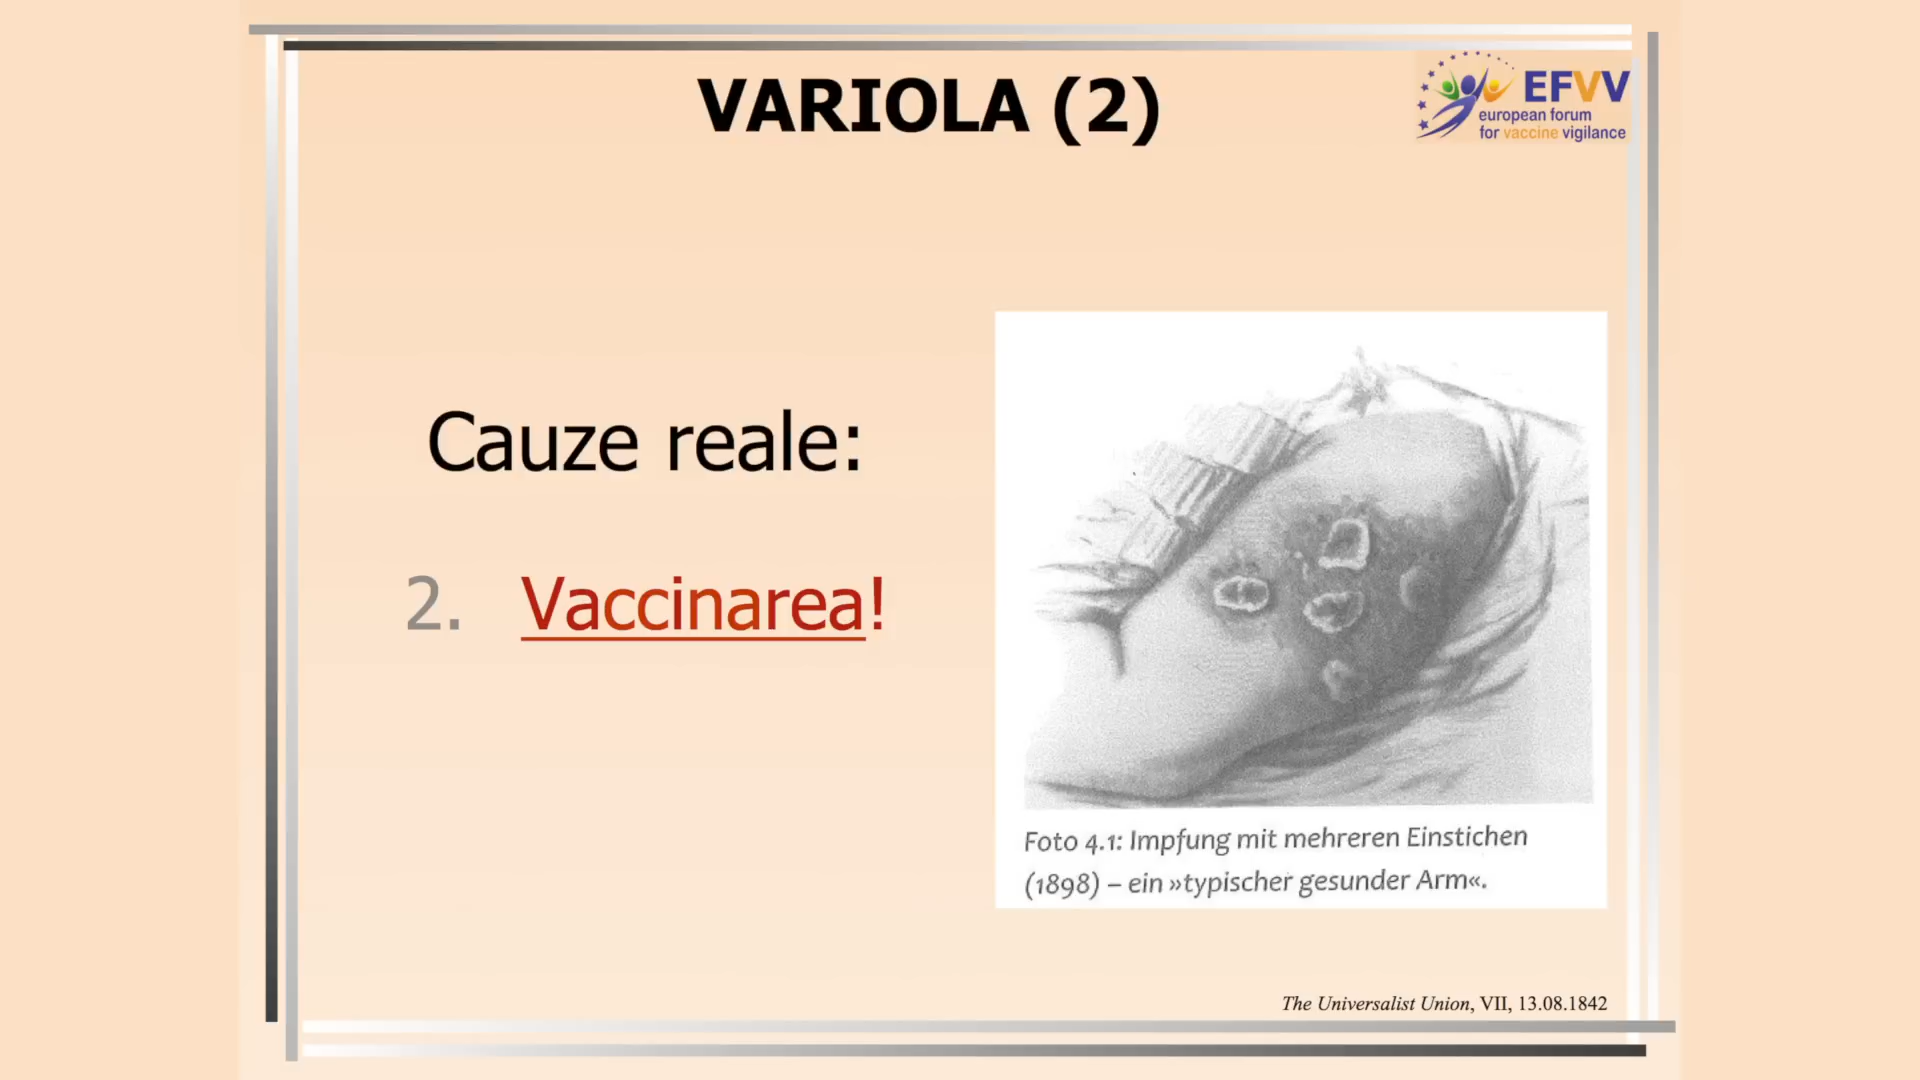 VARIOLA (2)
EFVV
european forum
for vaccine vigilance
Cauze reale:
2. Vaccinarea!
Foto 4.1: Impfung mit mehreren Einstichen
(1898) – ein »typischer gesunder Arm«.
The Universalist Union, VII, 13.08.1842